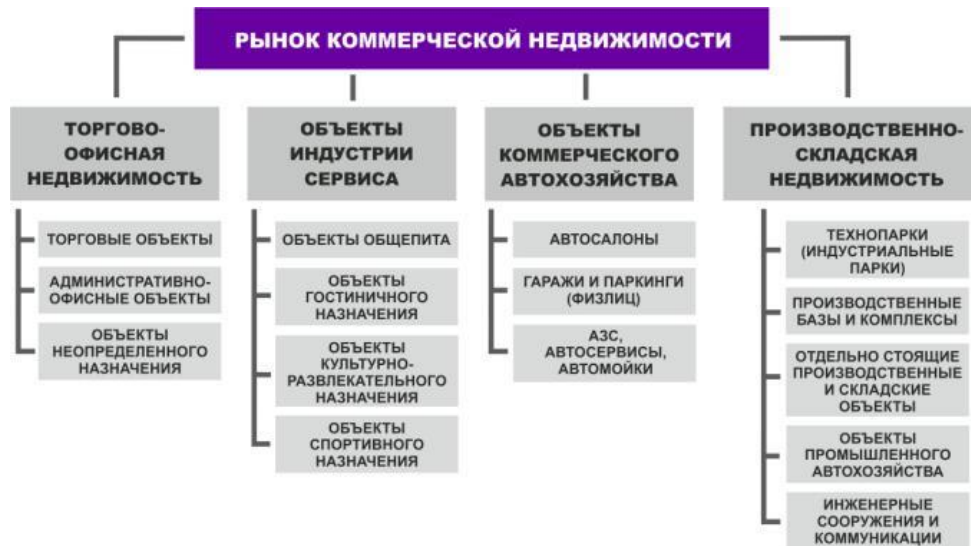 РЫНОК КОММЕРЧЕСКОЙ НЕДВИЖИМОСТИ
ТОРГОВО-
ОФИСНАЯ
НЕДВИЖИМОСТЬ
ТОРГОВЫЕ ОБЪЕКТЫ
АДМИНИСТРАТИВНО-
ОФИСНЫЕ ОБЪЕКТЫ
ОБЪЕКТЫ
НЕОПРЕДЕЛЕННОГО
НАЗНАЧЕНИЯ
ОБЪЕКТЫ
ИНДУСТРИИ
СЕРВИСА
ОБЪЕКТЫ ОБЩЕПИТА
ОБЪЕКТЫ
ГОСТИНИЧНОГО
НАЗНАЧЕНИЯ
ОБЪЕКТЫ
КУЛЬТУРНО-
РАЗВЛЕКАТЕЛЬНОГО
НАЗНАЧЕНИЯ
ОБЪЕКТЫ
СПОРТИВНОГО
НАЗНАЧЕНИЯ
ОБЪЕКТЫ
КОММЕРЧЕСКОГО
АВТОХОЗЯЙСТВА
АВТОСАЛОНЫ
ГАРАЖИ И ПАРКИНГИ
(ФИЗЛИЦ)
АЗС,
АВТОСЕРВИСЫ,
АВТОМОЙКИ
ПРОИЗВОДСТВЕННО-
СКЛАДСКАЯ
НЕДВИЖИМОСТЬ
ТЕХНОПАРКИ
(ИНДУСТРИАЛЬНЫЕ
ПАРКИ)
ПРОИЗВОДСТВЕННЫЕ
БАЗЫ И КОМПЛЕКСЫ
ОТДЕЛЬНО СТОЯЩИЕ
ПРОИЗВОДСТВЕННЫЕ
И СКЛАДСКИЕ
ОБЪЕКТЫ
ОБЪЕКТЫ
ПРОМЫШЛЕННОГО
АВТОХОЗЯЙСТВА
ИНЖЕНЕРНЫЕ
СООРУЖЕНИЯ И
КОММУНИКАЦИИ